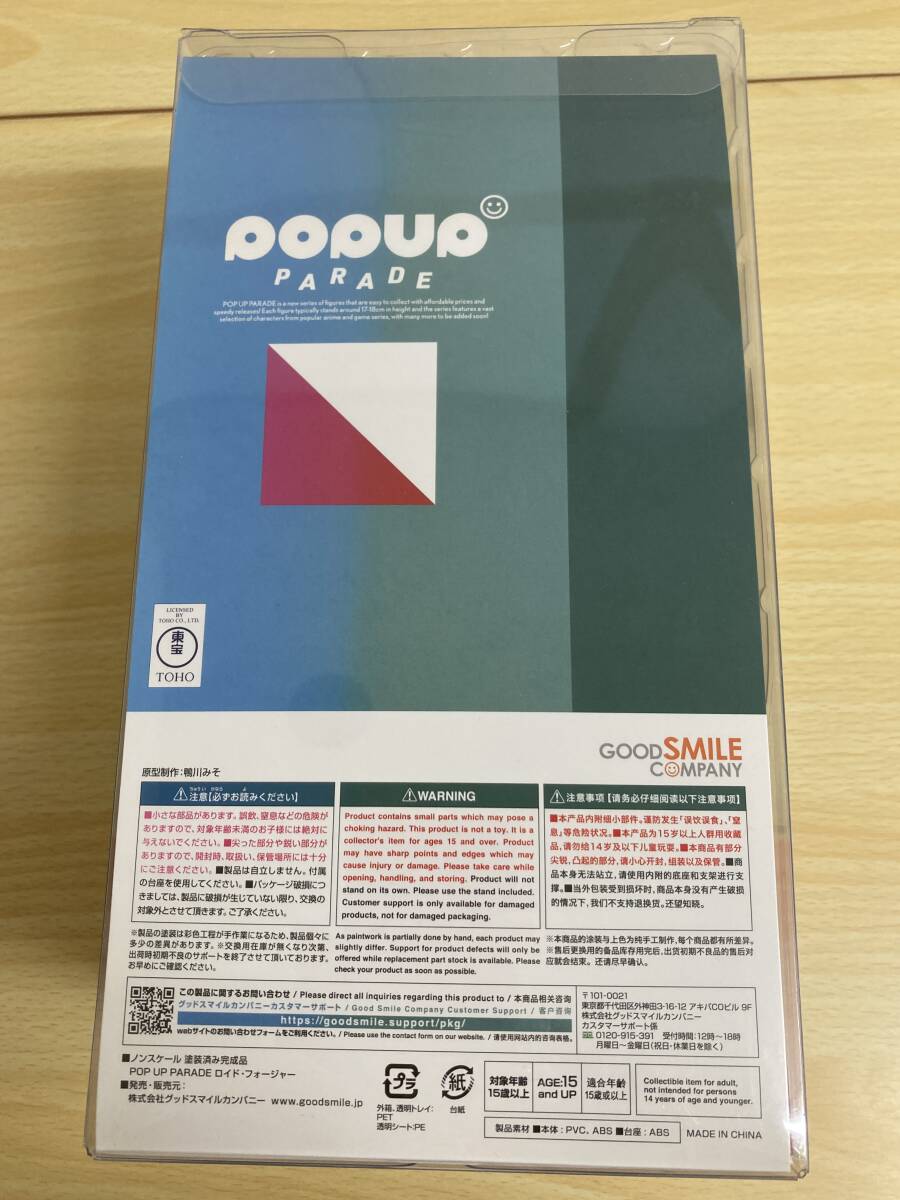 POPUP
PARADE
POP UP PARADE is a new series of figures that are easy to collect with affordable prices and
speedy releases! Each figure typically stands around 17-18cm in height and the series features a vast
selection of characters from popular anime and game series, with many more to be added soon!
LICENSED
BY
TOHO CO., LTD.
東宝
TOHO
GOOD SMILE
COMPANY
原型制作：鴨川みそ
ちゅうい かなら よ
⚠注意【必ずお読みください】
■小さな部品があります。誤飲、窒息などの危険が
ありますので、対象年齢未満のお子様には絶対に
与えないでください。■尖った部分や鋭い部分が
ありますので、開封時、取扱い、保管場所には十分
にご注意ください。■製品は自立しません。付属
の台座を使用してください。■パッケージ破損につ
きましては、製品に破損が生じていない限り、交換の
対象外とさせて頂きます。ご了承ください。
⚠WARNING
Product contains small parts which may pose a
choking hazard. This product is not a toy. It is a
collector's item for ages 15 and over. Product
may have sharp points and edges which may
cause injury or damage. Please take care while
opening, handling, and storing. Product will not
stand on its own. Please use the stand included.
Customer support is only available for damaged
products, not for damaged packaging.
⚠注意事项【请务必仔细阅读以下注意事项】
■本产品内附细小部件。谨防发生「误饮误食」、「窒
息」等危险状况。■本产品为15岁以上人群用收藏
品，请勿给14岁及以下儿童玩耍。■本商品有部分
尖锐、凸起的部分，请小心开封，组装以及保管。■商
品本身无法站立，请使用内附的底座和支架进行支
撑。■当外包装受到损坏时，商品本身没有产生破损
的情况下，我们不支持退换货。还望知晓。
※製品の塗装は彩色工程が手作業になるため、製品個々に
多少の差異があります。※交換用在庫が無くなり次第、
出荷時初期不良のサポートを終了させて頂いております。
お早めにご確認ください。
As paintwork is partially done by hand, each product may
slightly differ. Support for product defects will only be
offered while replacement part stock is available. Please
check your product as soon as possible.
※本商品的涂装与上色为纯手工制作，每个商品都有所差异。
※售后更换用的备品库存用完后，出货初期不良品的售后对
应就会结束。还请尽早确认。
この製品に関するお問い合わせ / Please direct all inquiries regarding this product to / 本商品相关咨询
グッドスマイルカンパニーカスタマーサポート / Good Smile Company Customer Support / 客户咨询
https://goodsmile.support/pkg/
webサイトのお問い合わせフォームをご利用ください。/ Please use the contact form on our website. / 请使用网站内的咨询表格。
〒101-0021
東京都千代田区外神田3-16-12 アキバCOビル 9F
株式会社グッドスマイルカンパニー
カスタマーサポート係
0120-915-391 受付時間：12時〜18時
月曜日〜金曜日（祝日・休業日を除く）
■ノンスケール 塗装済み完成品
POP UP PARADE ロイド・フォージャー
■発売・販売元：
株式会社グッドスマイルカンパニー www.goodsmile.jp
プラ
外箱、透明トレイ:
PET
透明シート:PE
紙
台紙
対象年齢
15歳以上
AGE:15
and UP
適合年齢
15歳或以上
Collectible item for adult,
not intended for persons
14 years of age and younger.
製品素材 ■本体：PVC、ABS ■台座：ABS
MADE IN CHINA